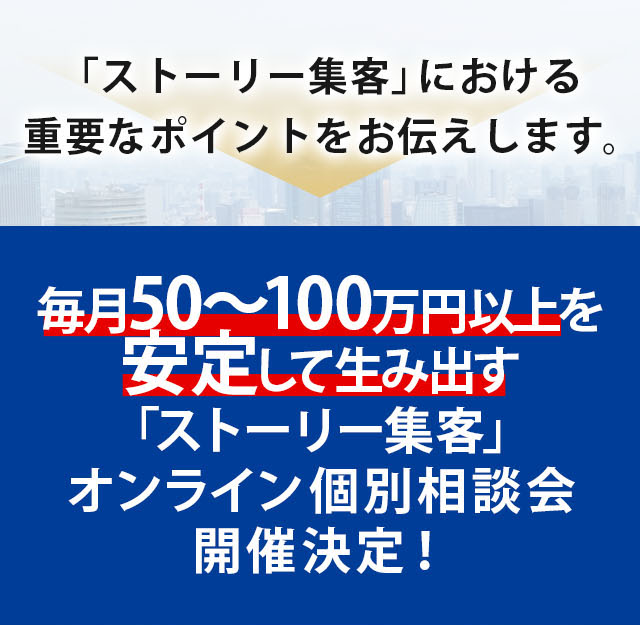 「ストーリー集客」における
重要なポイントをお伝えします。
毎月50～100万円以上を
安定して生み出す
「ストーリー集客」
オンライン個別相談会
開催決定！